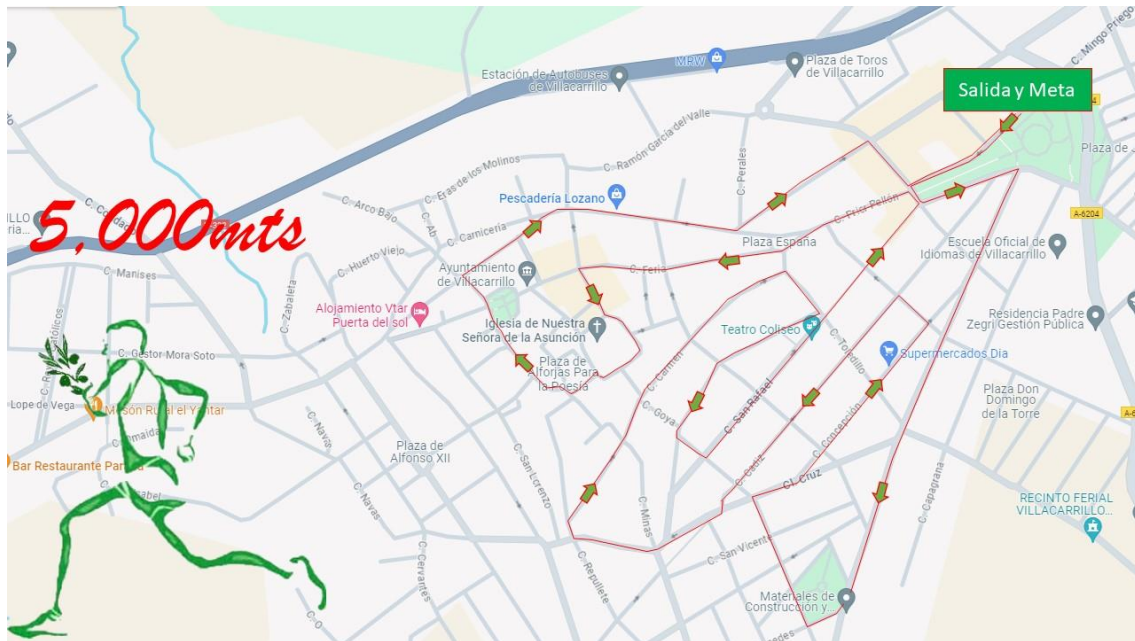 C. Mingo Priego
MRW
Plaza de Toros
de Villacarrillo
Estación de Autobuses
de Villacarrillo
Salida y Meta
C. Ramón García del Valle
Plaza de J
C. Eras de los Molinos
C. Perales
5,000mts
C. Arco Bajo
Pescadería Lozano
C. Carnicería
A-6204
C. Manises
C. Huerto Viejo
Plaza España
Escuela Oficial de
Idiomas de Villacarrillo
Ayuntamiento
de Villacarrillo
C. Feria
C. Zabaleta
Alojamiento Vtar
Puerta del sol
Iglesia de Nuestra
Señora de la Asunción
Teatro Coliseo
C. Toledillo
Residencia Padre
Zegri Gestión Pública
C. Gestor Mora Soto
Supermercados Dia
Plaza de
Alforjas Para
la Poesía
C. Carmen
Plaza Don
Domingo
de la Torre
Lope de Vega
Mesón Rural el Yantar
C. Goya
C. San Rafael
C. Concepción
C. Navas
Plaza de
Alfonso XII
C. San Lorenzo
C. Cádiz
Cl. Cruz
C. Capagrana
Bar Restaurante Par
C. Navas
C. Minas
RECINTO FERIAL
VILLACARRILLO...
C. San Vicente
C. Cervantes
C. Repullete
Materiales de
Construcción y...